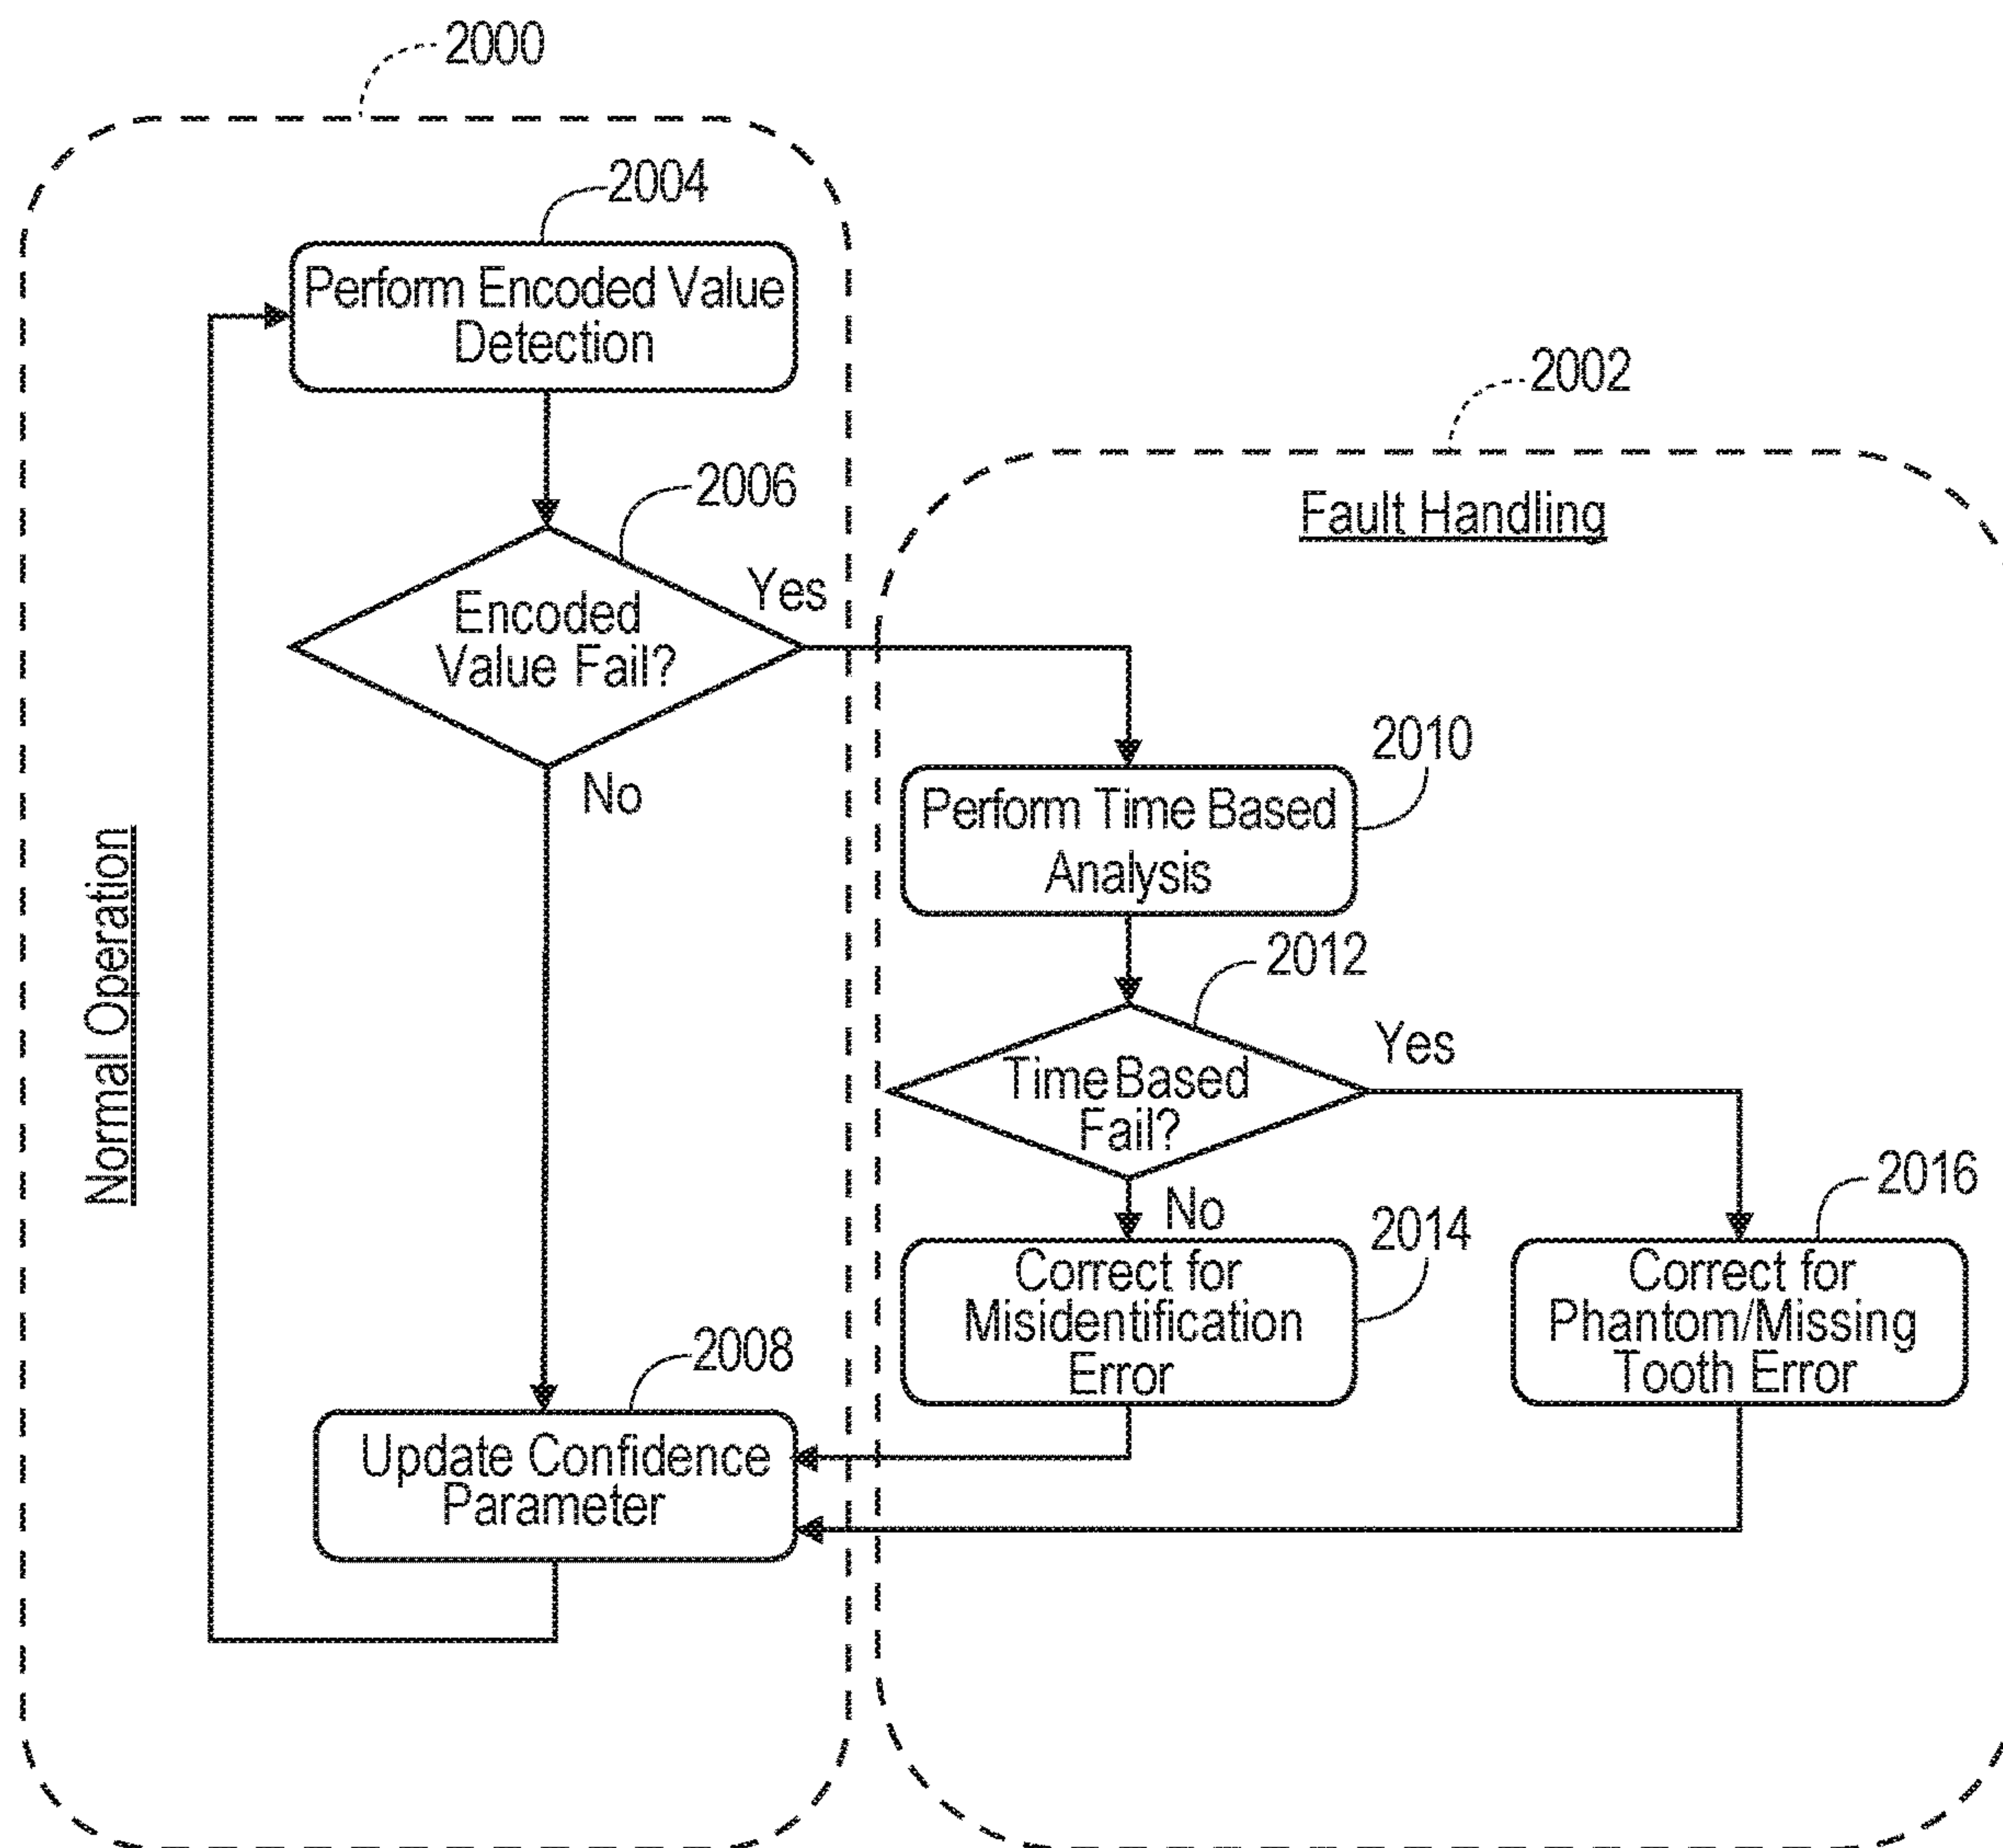 2000
2004
Perform Encoded Value
Detection
2002
Fault Handling
2006
Encoded
Value Fail?
Yes
No
Normal Operation
2010
Perform Time Based
Analysis
2012
Time Based
Fail?
Yes
No
2014
Correct for
Misidentification
Error
2016
Correct for
Phantom/Missing
Tooth Error
2008
Update Confidence
Parameter